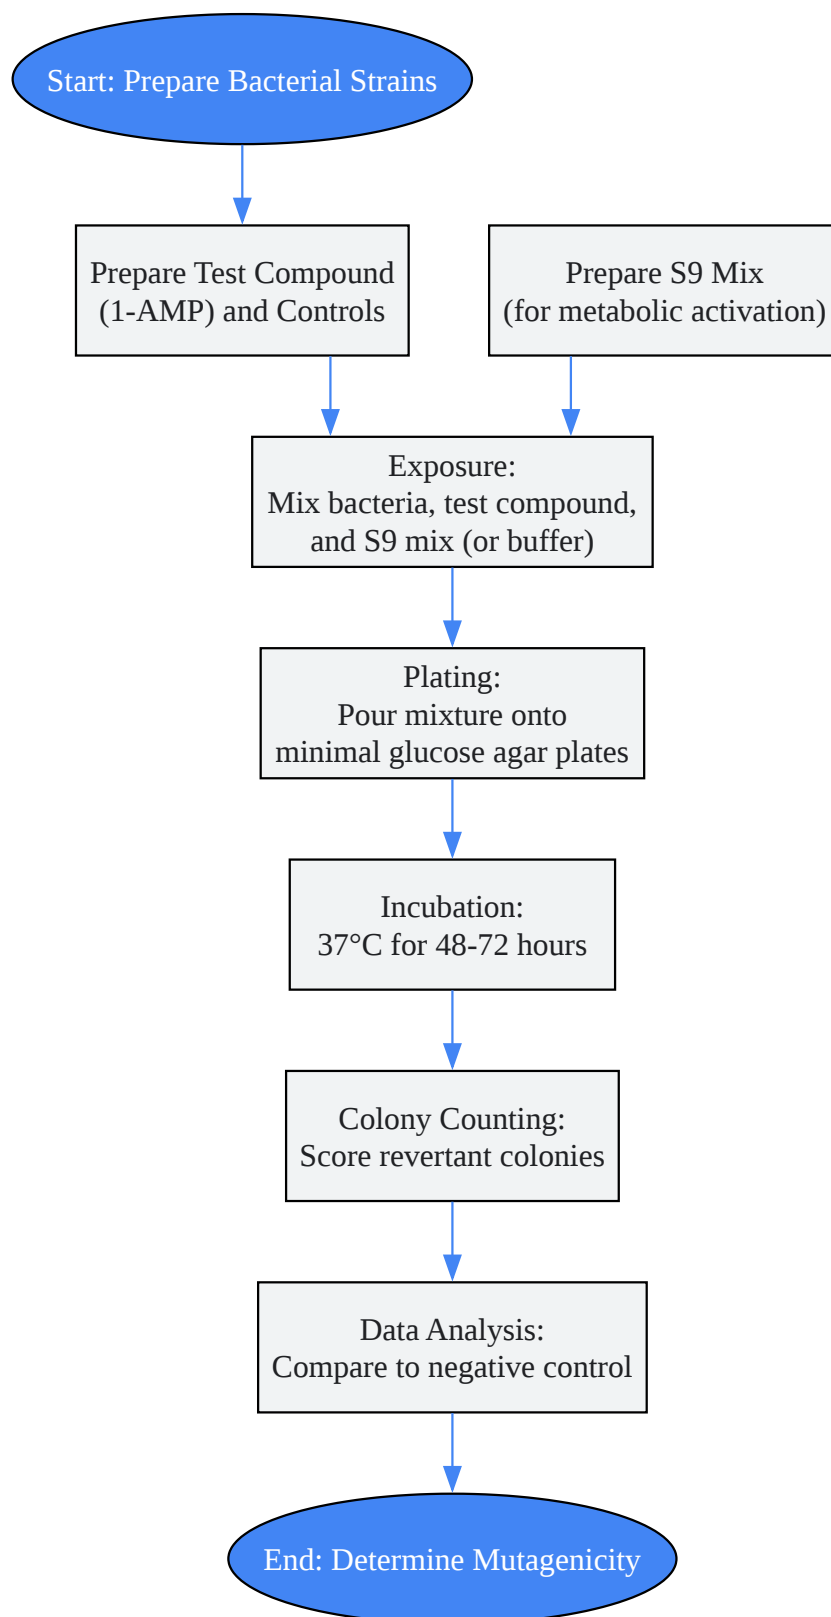 Start: Prepare Bacterial Strains
Prepare Test Compound
(1-AMP) and Controls
Prepare S9 Mix
(for metabolic activation)
Exposure:
Mix bacteria, test compound,
and S9 mix (or buffer)
Plating:
Pour mixture onto
minimal glucose agar plates
Incubation:
37°C for 48-72 hours
Colony Counting:
Score revertant colonies
Data Analysis:
Compare to negative control
End: Determine Mutagenicity